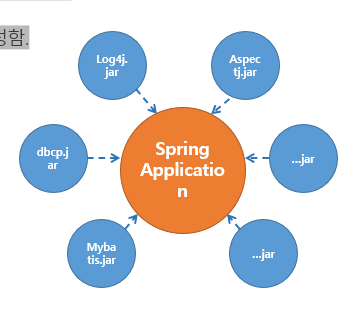 정함.
Log4j.
jar
Aspec
tj.jar
dbcp.j
ar
Spring
Applicatio
n
...jar
Myba
tis.jar
...jar